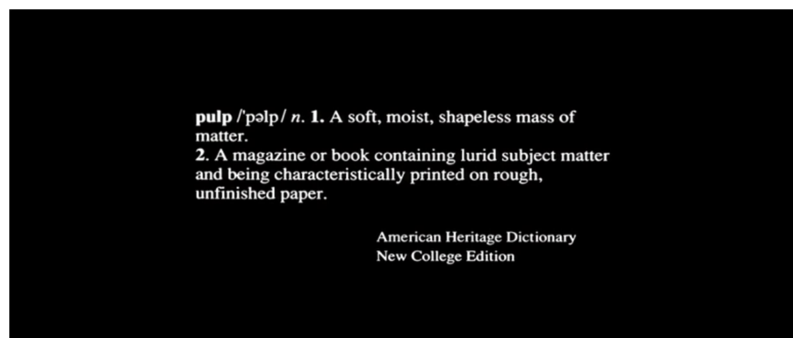 pulp /'pəlp/ n. 1. A soft, moist, shapeless mass of
matter.
2. A magazine or book containing lurid subject matter
and being characteristically printed on rough,
unfinished paper.
American Heritage Dictionary
New College Edition